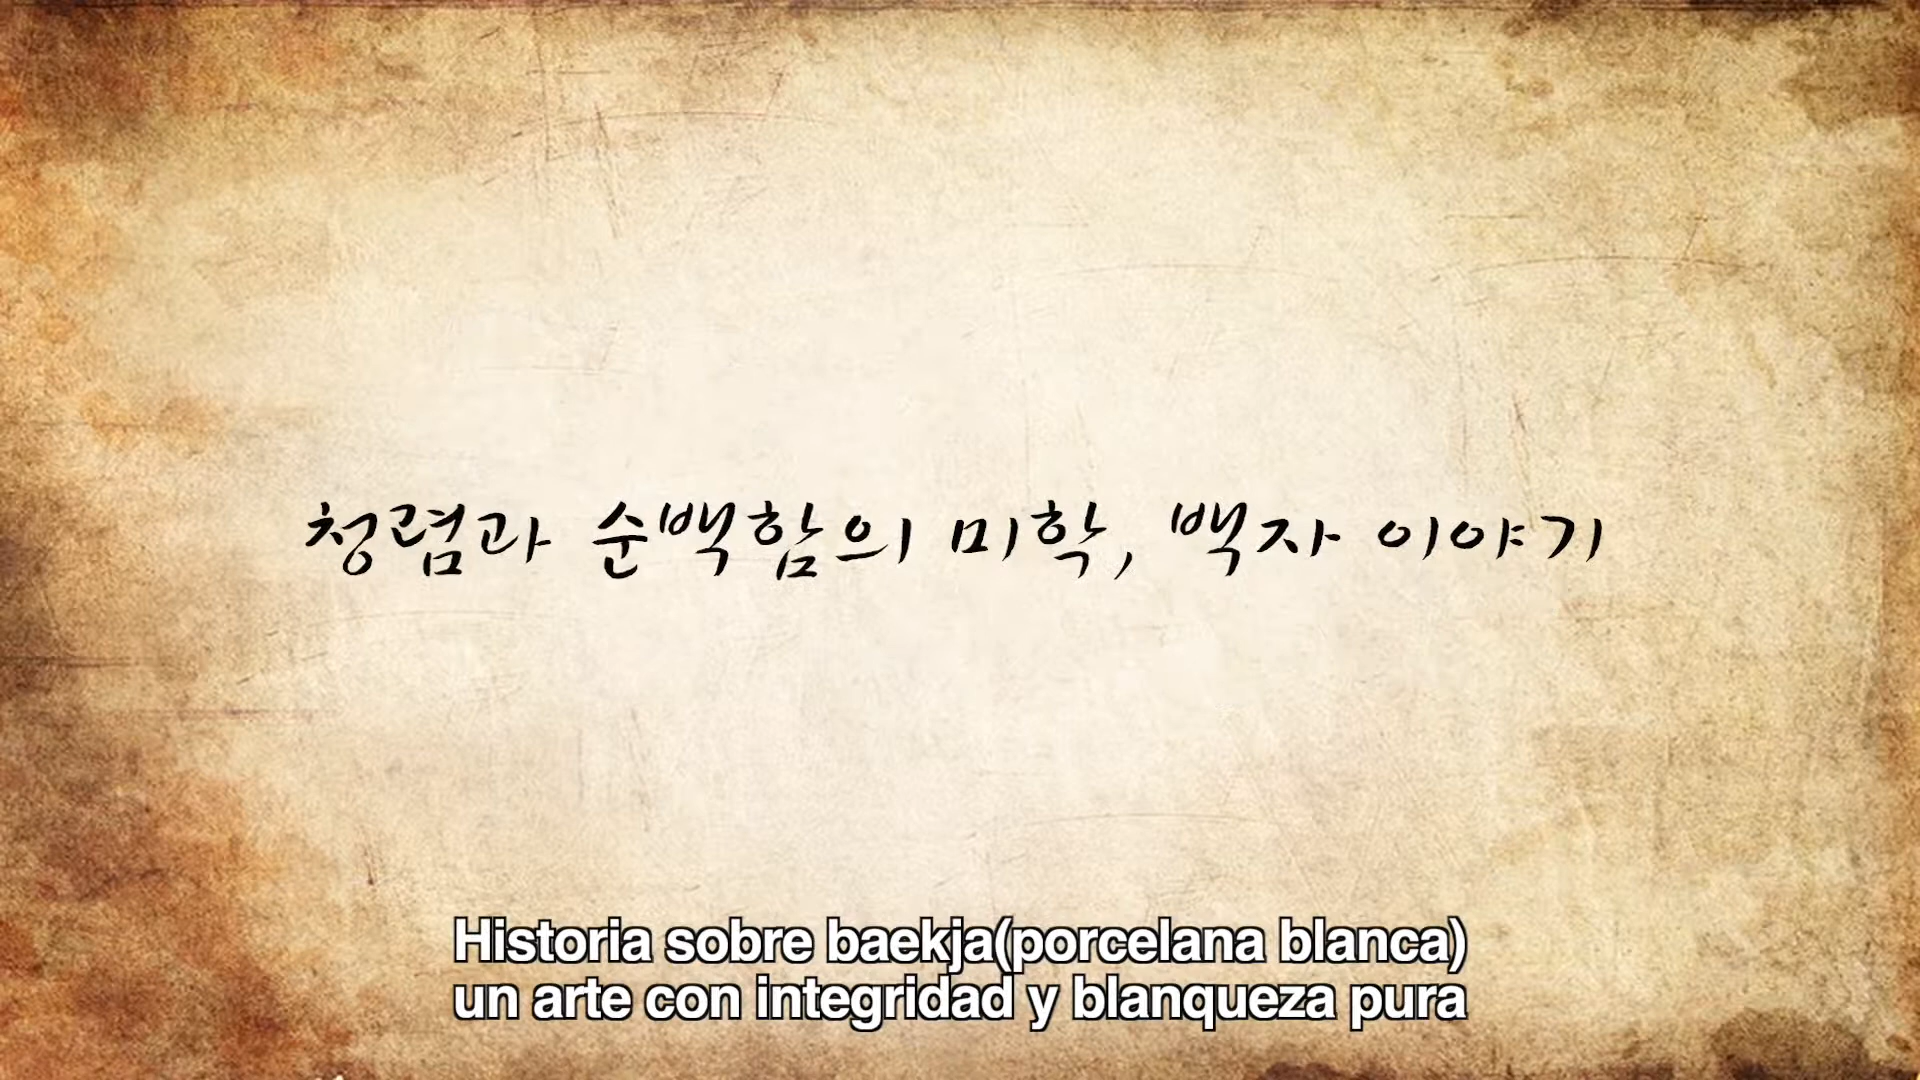 청렴과 순백함의 미학, 백자 이야기
Historia sobre baekja(porcelana blanca)
un arte con integridad y blanqueza pura